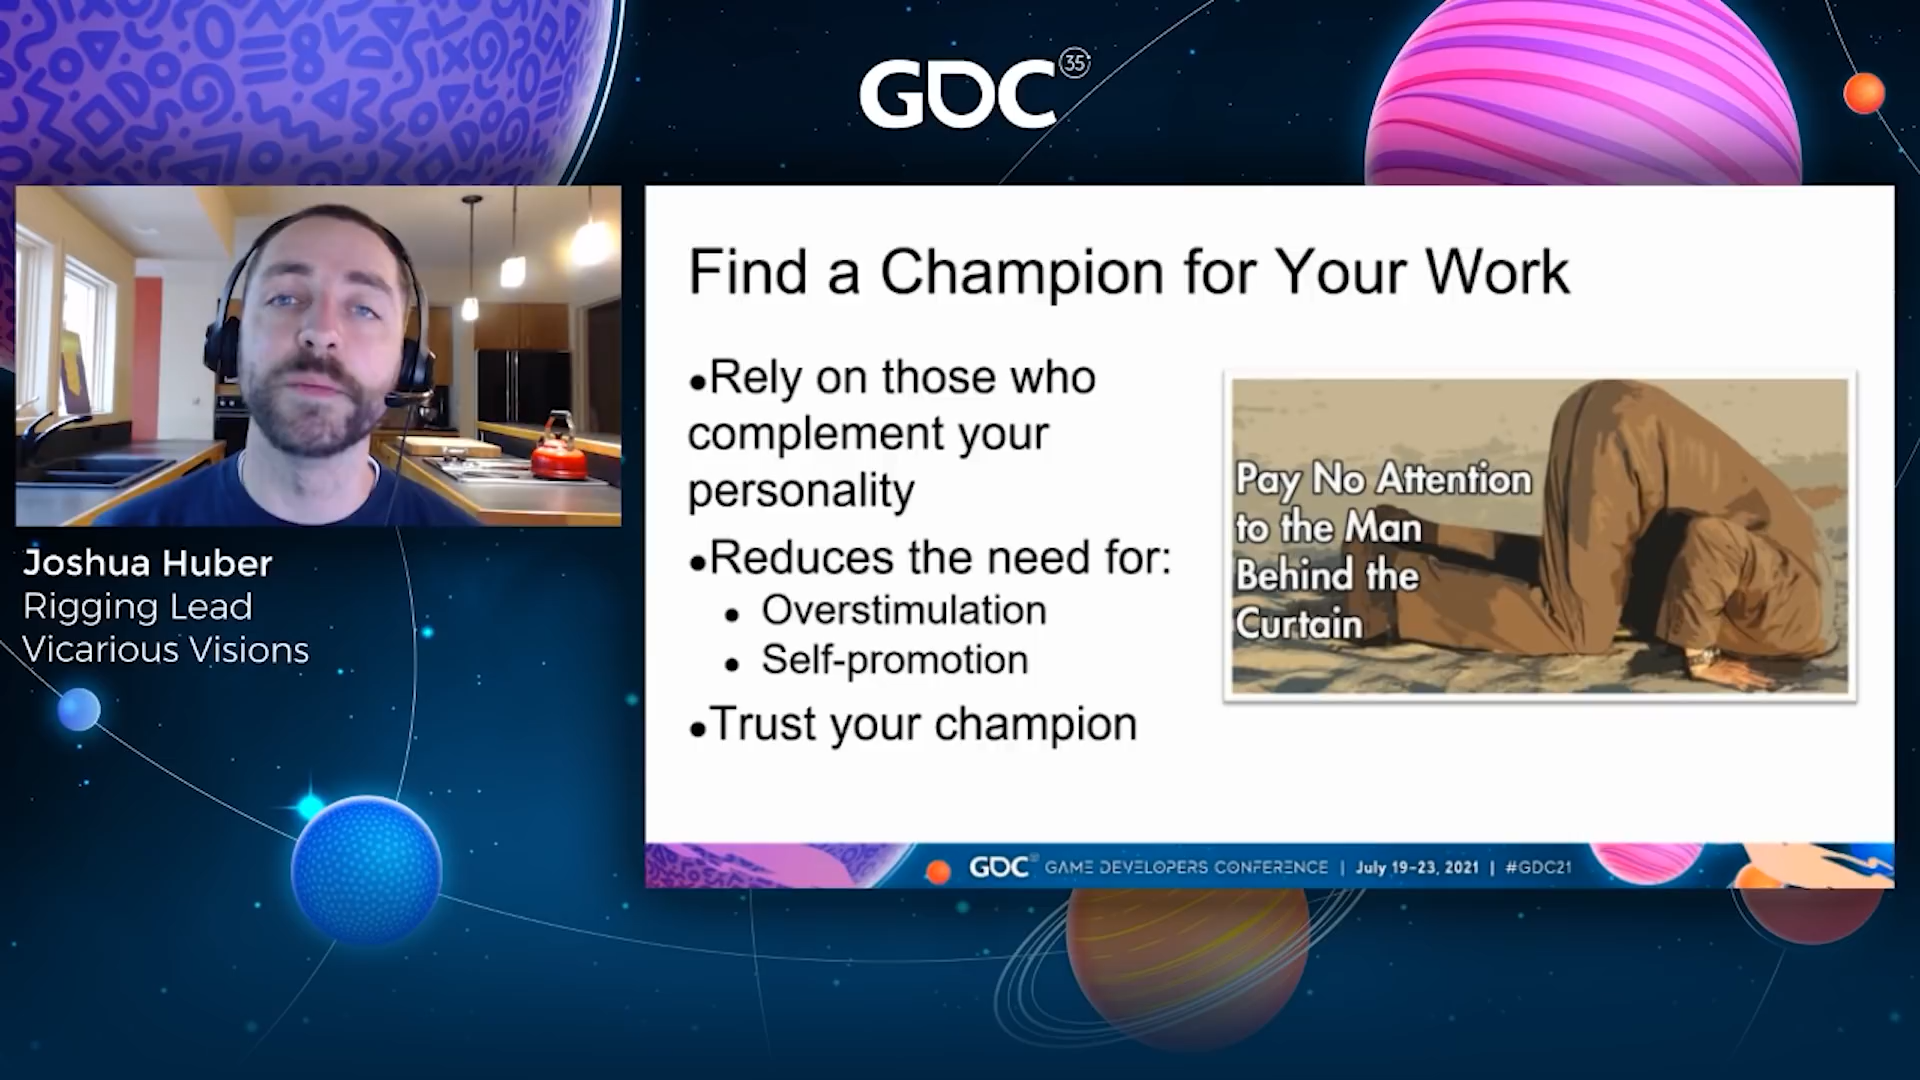 GDC 35
Joshua Huber
Rigging Lead
Vicarious Visions
Find a Champion for Your Work
•Rely on those who
complement your
personality
•Reduces the need for:
• Overstimulation
• Self-promotion
•Trust your champion
Pay No Attention
to the Man
Behind the
Curtain
GDC GAME DEVELOPERS CONFERENCE | July 19-23, 2021 | #GDC21